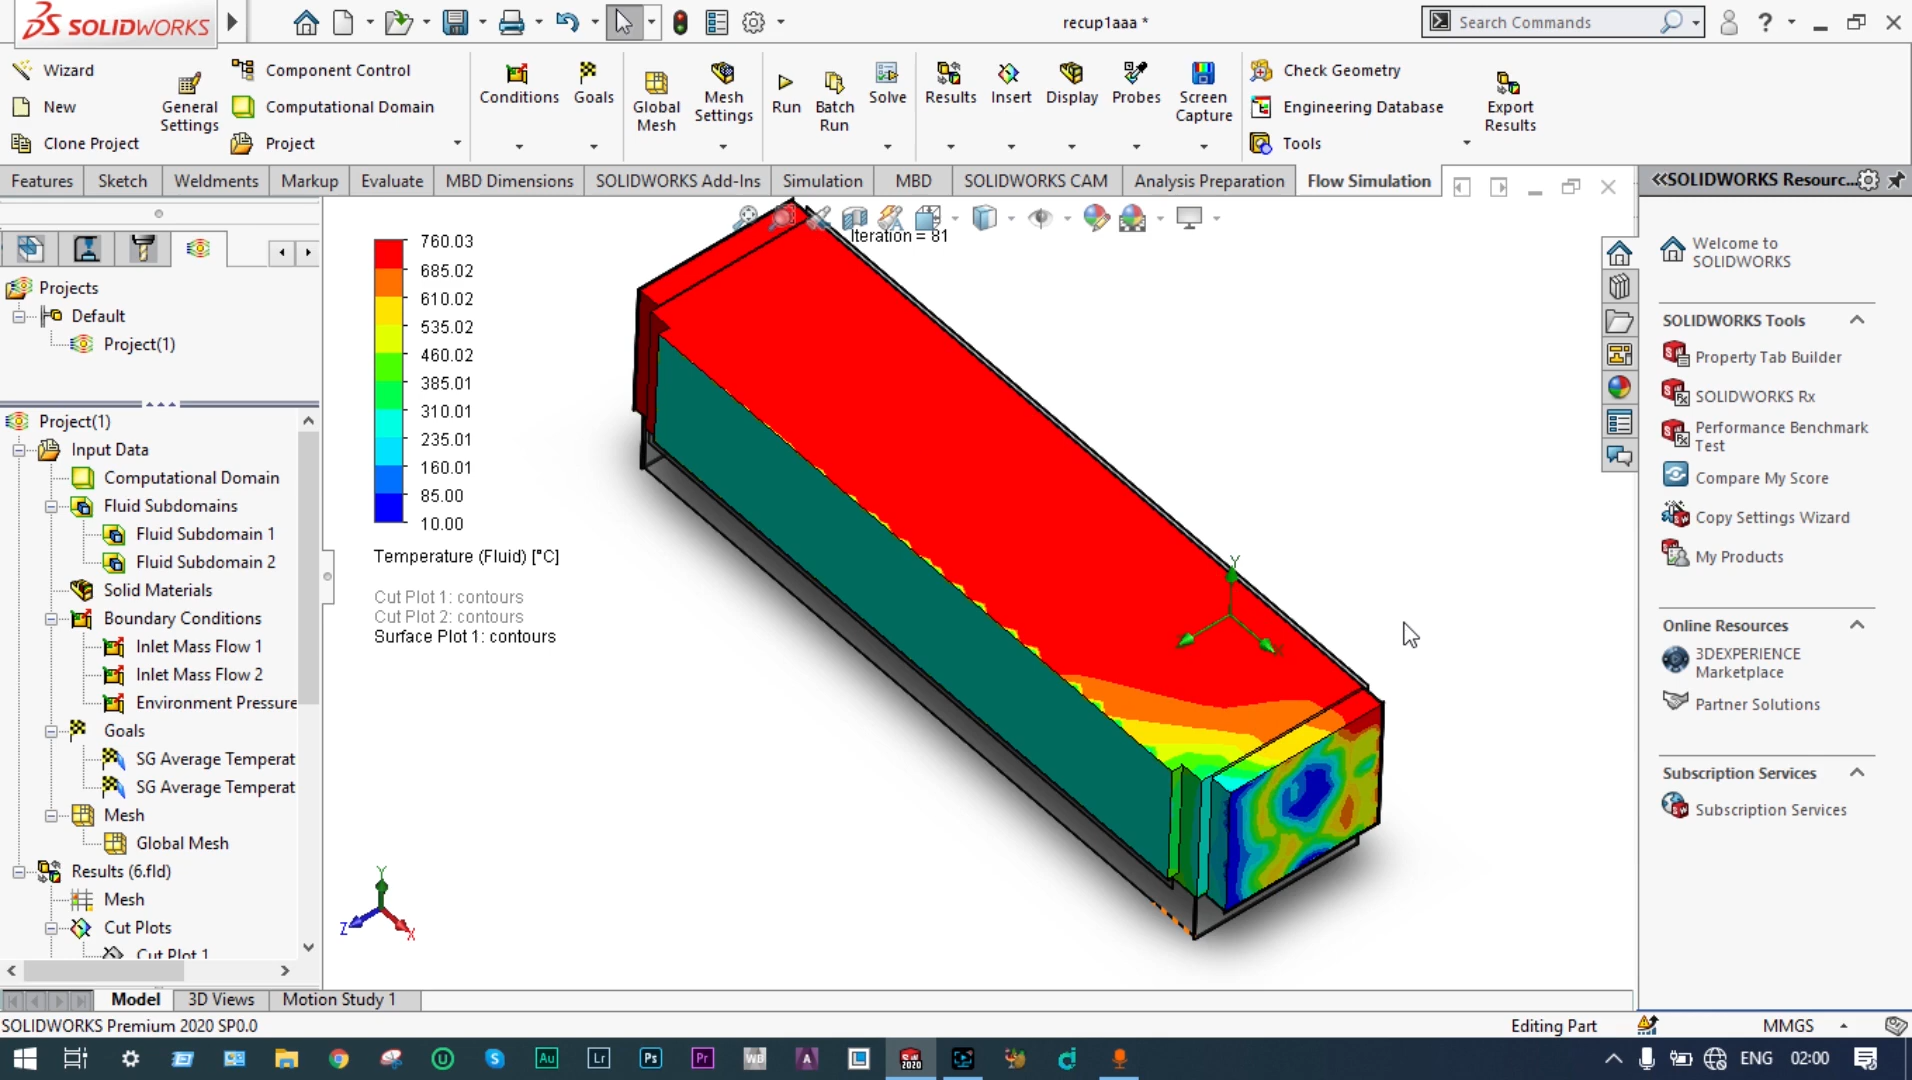 SOLIDWORKS
recup1aaa *
Search Commands
Wizard
New
Clone Project
General Settings
Component Control
Computational Domain
Project
Conditions
Goals
Global Mesh
Mesh Settings
Run
Batch Run
Solve
Results
Insert
Display
Probes
Screen Capture
Check Geometry
Engineering Database
Tools
Export Results
Features
Sketch
Weldments
Markup
Evaluate
MBD Dimensions
SOLIDWORKS Add-Ins
Simulation
MBD
SOLIDWORKS CAM
Analysis Preparation
Flow Simulation
SOLIDWORKS Resourc...
Projects
Default
Project(1)
Project(1)
Input Data
Computational Domain
Fluid Subdomains
Fluid Subdomain 1
Fluid Subdomain 2
Solid Materials
Boundary Conditions
Inlet Mass Flow 1
Inlet Mass Flow 2
Environment Pressure
Goals
SG Average Temperat
SG Average Temperat
Mesh
Global Mesh
Results (6.fld)
Mesh
Cut Plots
Cut Plot 1
Iteration = 81
760.03
685.02
610.02
535.02
460.02
385.01
310.01
235.01
160.01
85.00
10.00
Temperature (Fluid) [°C]
Cut Plot 1: contours
Cut Plot 2: contours
Surface Plot 1: contours
Y
X
Y
Z
X
Welcome to
SOLIDWORKS
SOLIDWORKS Tools
Property Tab Builder
SOLIDWORKS Rx
Performance Benchmark
Test
Compare My Score
Copy Settings Wizard
My Products
Online Resources
3DEXPERIENCE
Marketplace
Partner Solutions
Subscription Services
Subscription Services
Model
3D Views
Motion Study 1
SOLIDWORKS Premium 2020 SP0.0
Editing Part
MMGS
Au
Lr
Ps
Pr
WB
A
SW
2020
ENG
02:00